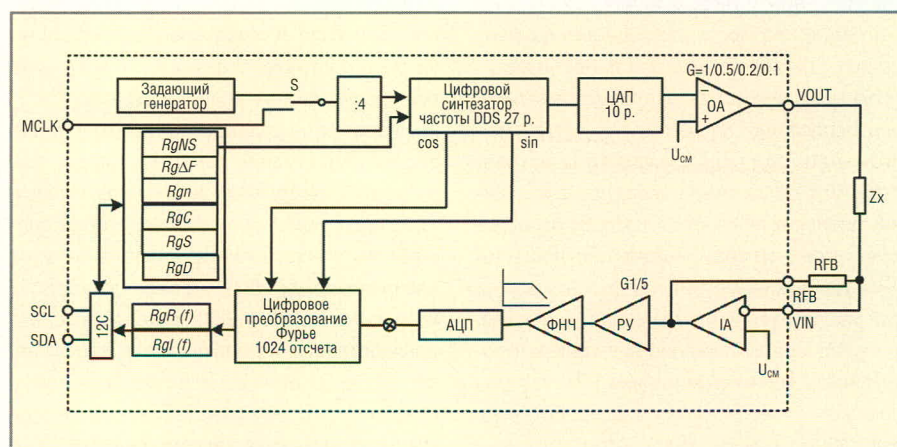 Задающий
генератор
S
:4
Цифровой
синтезатор
частоты DDS 27 р.
cos
sin
ЦАП
10 р.
G=1/0.5/0.2/0.1
–
ОА
+
UСМ
VOUT
MCLK
RgNS
RgΔF
Rgn
RgC
RgS
RgD
Zx
RFB
RFB
VIN
SCL
SDA
12C
RgR (f)
RgI (f)
Цифровое
преобразование
Фурье
1024 отсчета
АЦП
ФНЧ
G1/5
РУ
IA
UСМ